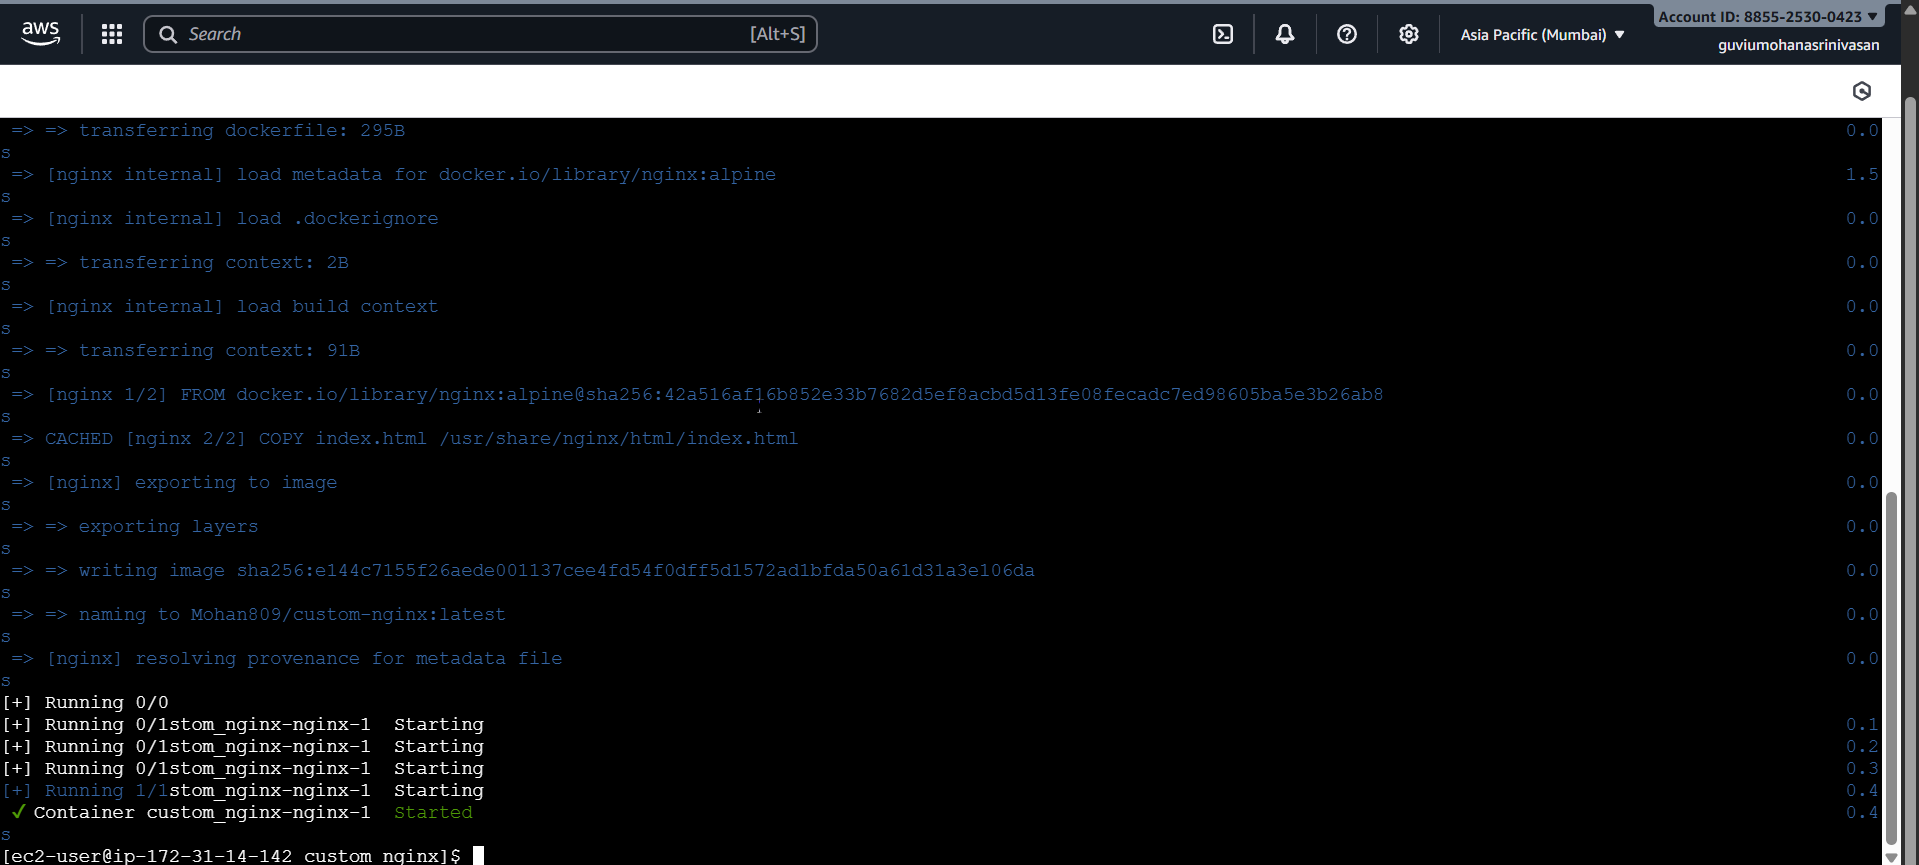 aws
Search [Alt+S]
Asia Pacific (Mumbai) ▼
Account ID: 8855-2530-0423 ▼
guviumohanasrinivasan
=> => transferring dockerfile: 295B 0.0
s
=> [nginx internal] load metadata for docker.io/library/nginx:alpine 1.5
s
=> [nginx internal] load .dockerignore 0.0
s
=> => transferring context: 2B 0.0
s
=> [nginx internal] load build context 0.0
s
=> => transferring context: 91B 0.0
s
=> [nginx 1/2] FROM docker.io/library/nginx:alpine@sha256:42a516af16b852e33b7682d5ef8acbd5d13fe08fecadc7ed98605ba5e3b26ab8 0.0
s
=> CACHED [nginx 2/2] COPY index.html /usr/share/nginx/html/index.html 0.0
s
=> [nginx] exporting to image 0.0
s
=> => exporting layers 0.0
s
=> => writing image sha256:e144c7155f26aede001137cee4fd54f0dff5d1572ad1bfda50a61d31a3e106da 0.0
s
=> => naming to Mohan809/custom-nginx:latest 0.0
s
=> [nginx] resolving provenance for metadata file 0.0
s
[+] Running 0/0
[+] Running 0/1stom_nginx-nginx-1  Starting 0.1
[+] Running 0/1stom_nginx-nginx-1  Starting 0.2
[+] Running 0/1stom_nginx-nginx-1  Starting 0.3
[+] Running 1/1stom_nginx-nginx-1  Starting 0.4
✓ Container custom_nginx-nginx-1  Started 0.4
s
[ec2-user@ip-172-31-14-142 custom_nginx]$